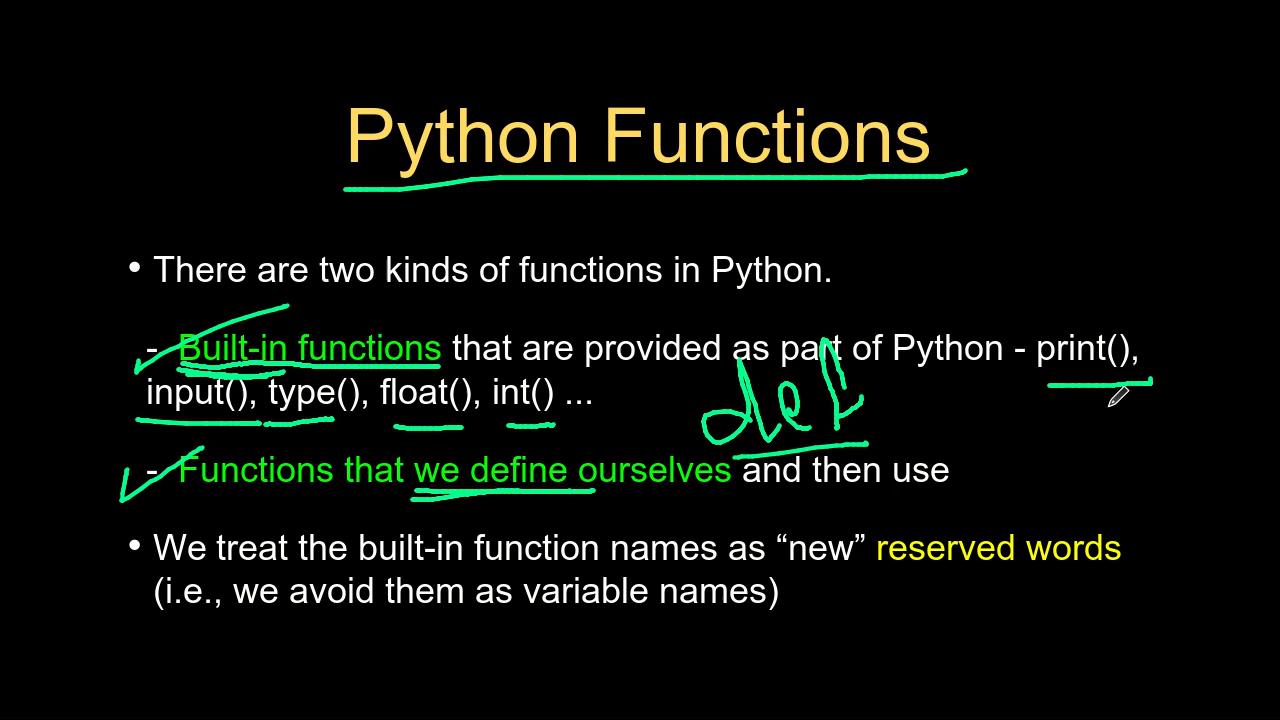 Python Functions
• There are two kinds of functions in Python.
- Built-in functions that are provided as part of Python - print(),
input(), type(), float(), int() ...
def
- Functions that we define ourselves and then use
• We treat the built-in function names as “new” reserved words
(i.e., we avoid them as variable names)